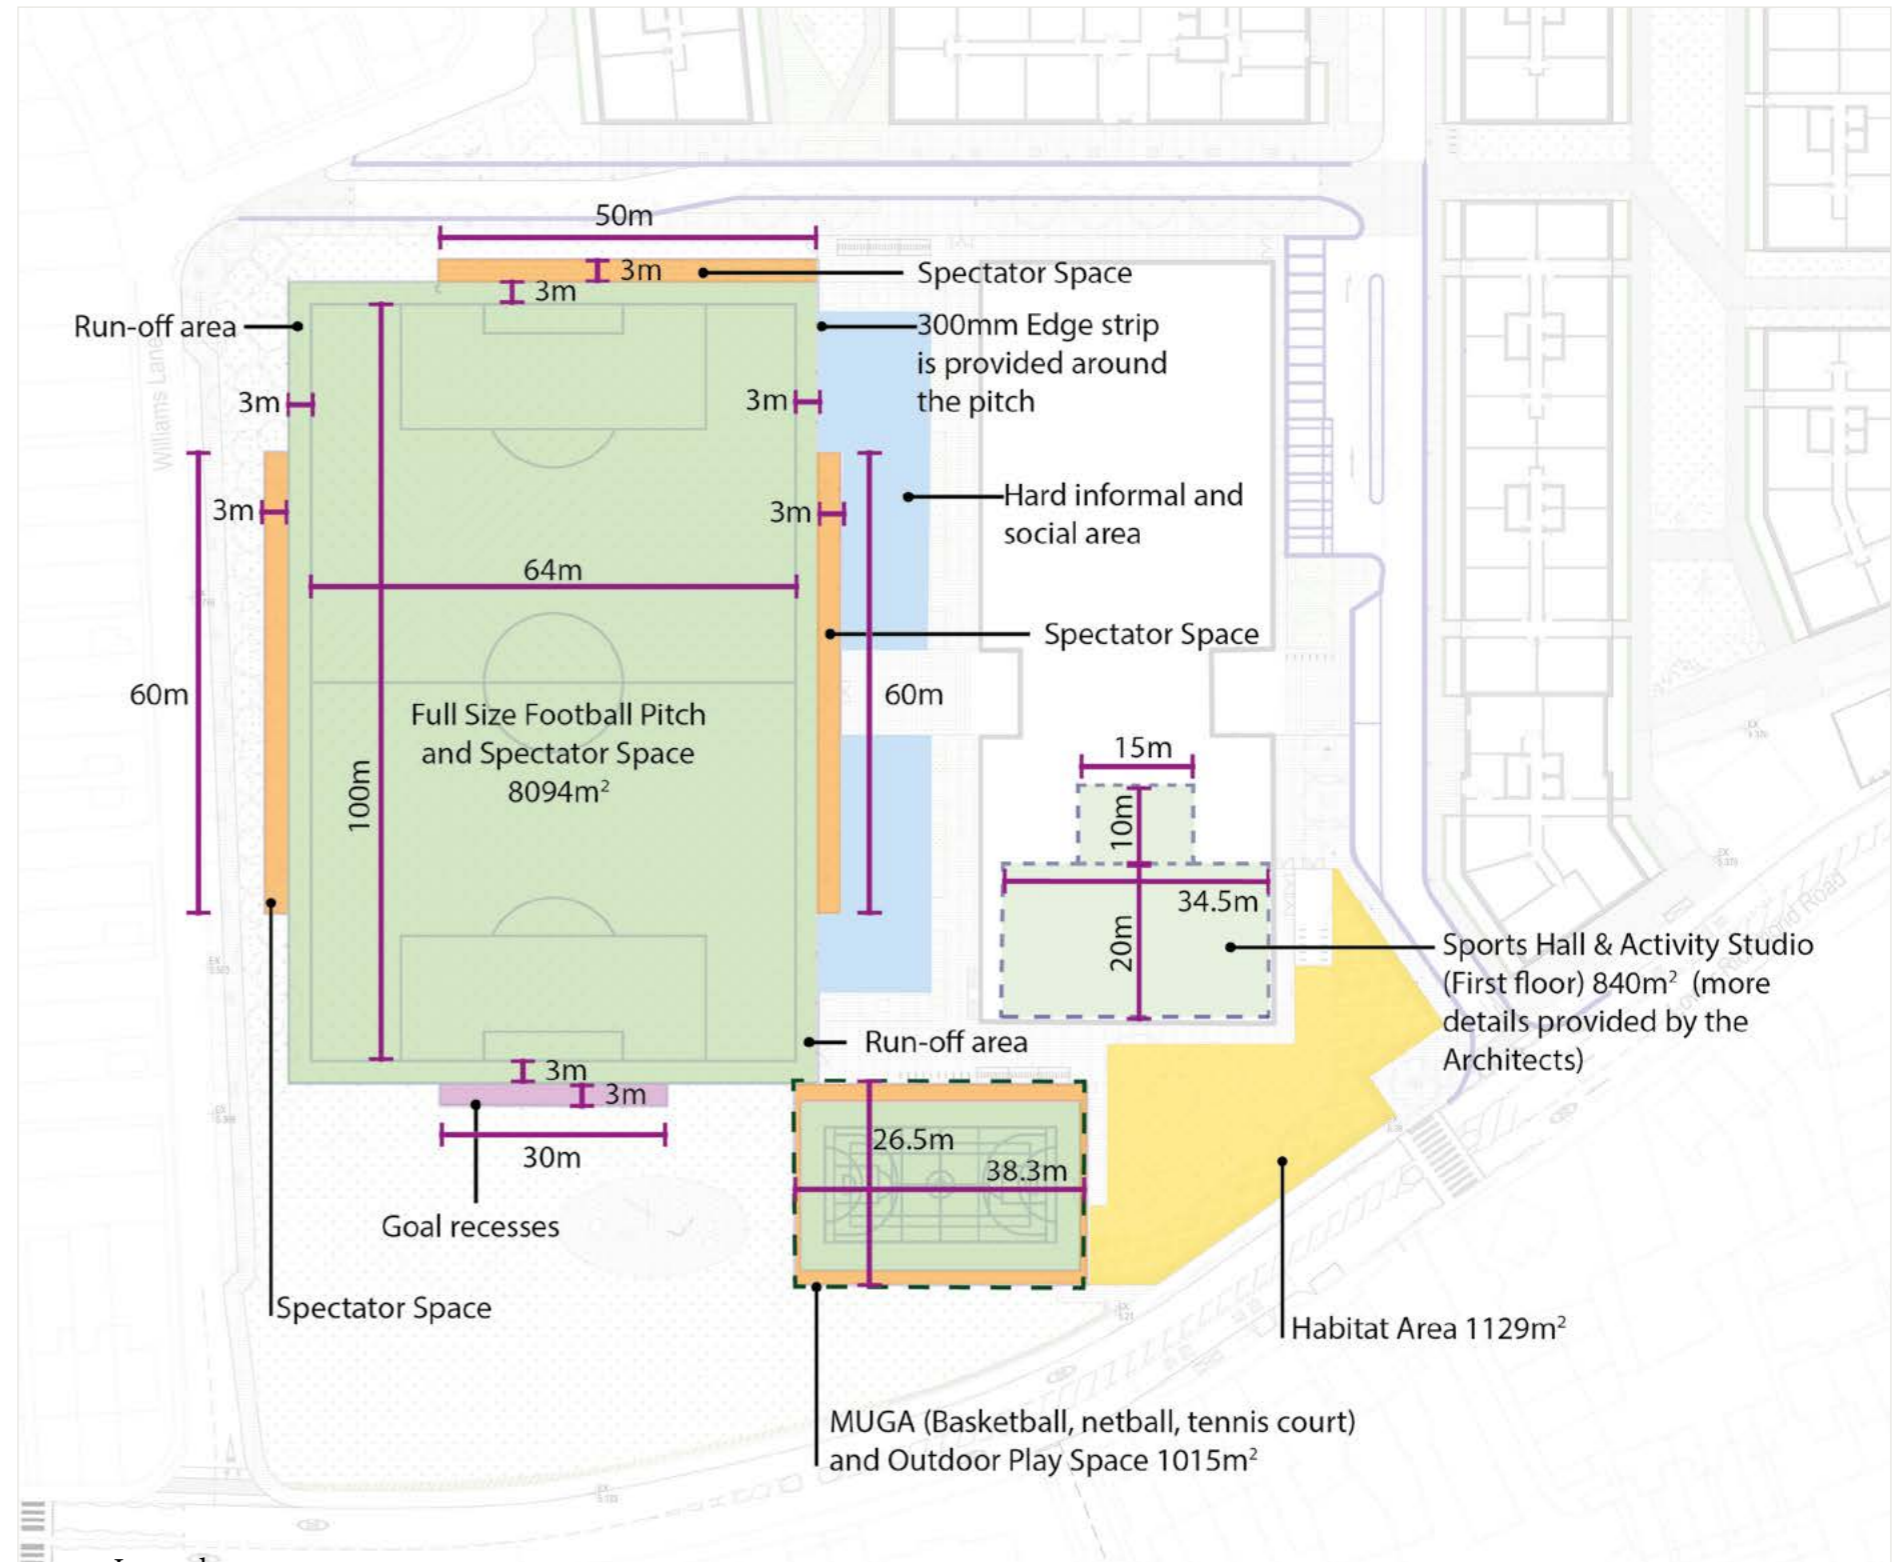 50m
3m
Spectator Space
3m
Run-off area
300mm Edge strip
is provided around
the pitch
3m
3m
Williams Lane
Hard informal and
social area
3m
3m
64m
Spectator Space
60m
60m
Full Size Football Pitch
and Spectator Space
8094m²
100m
15m
10m
34.5m
20m
Sports Hall & Activity Studio
(First floor) 840m² (more
details provided by the
Architects)
Run-off area
3m
3m
30m
26.5m
38.3m
Goal recesses
Spectator Space
Habitat Area 1129m²
MUGA (Basketball, netball, tennis court)
and Outdoor Play Space 1015m²